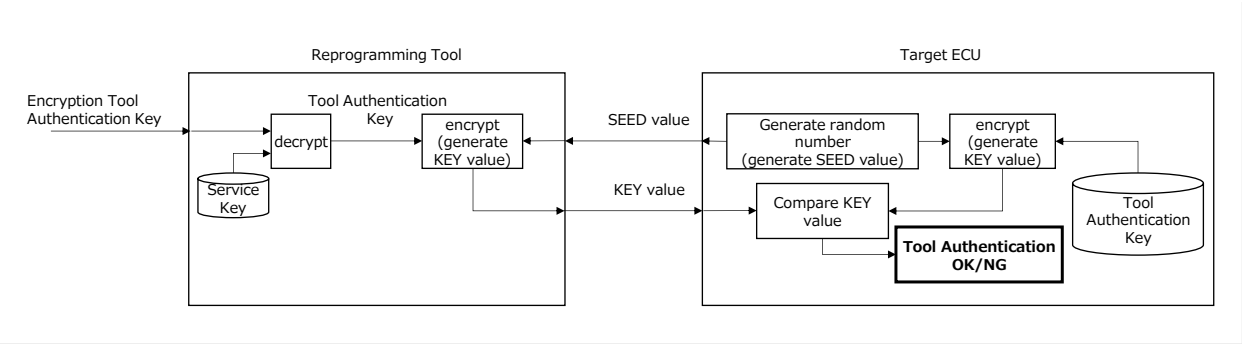 Reprogramming Tool
Target ECU
Encryption Tool
Authentication Key
Tool Authentication
Key
decrypt
encrypt
(generate
KEY value)
Service
Key
SEED value
KEY value
Generate random
number
(generate SEED value)
encrypt
(generate
KEY value)
Compare KEY
value
Tool
Authentication
Key
Tool Authentication
OK/NG